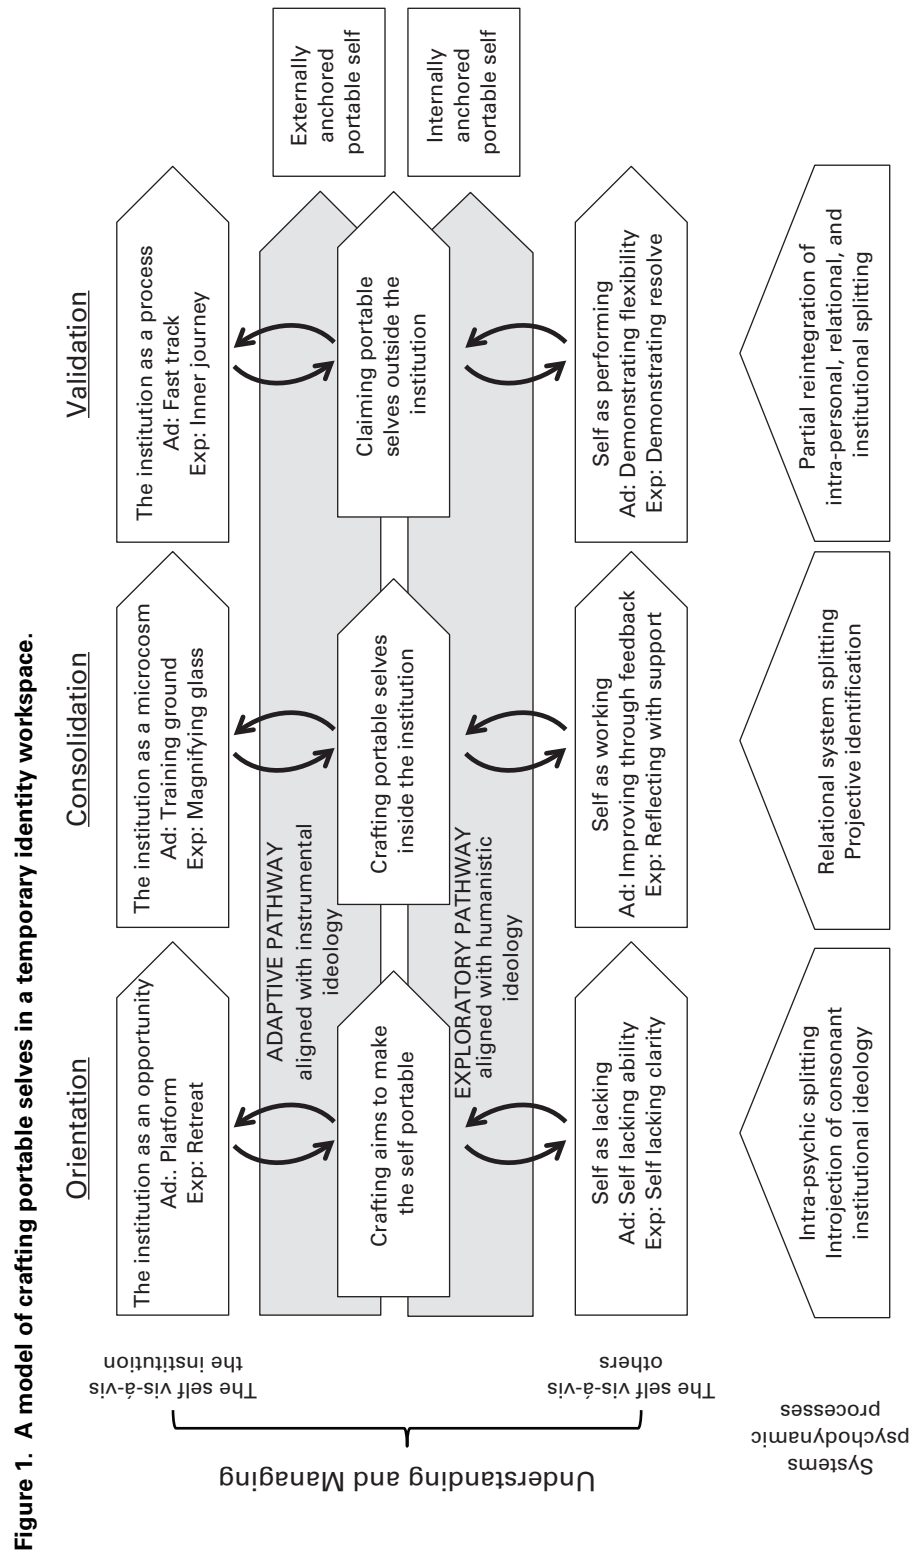 Figure 1. A model of crafting portable selves in a temporary identity workspace.
Orientation
Consolidation
Validation
Understanding and Managing
The self vis-á-vis
the institution
The institution as an opportunity
Ad:. Platform
Exp: Retreat
The institution as a microcosm
Ad: Training ground
Exp: Magnifying glass
The institution as a process
Ad: Fast track
Exp: Inner journey
ADAPTIVE PATHWAY
aligned with instrumental
ideology
Externally
anchored
portable self
Crafting aims to make
the self portable
Crafting portable selves
inside the institution
Claiming portable
selves outside the
institution
EXPLORATORY PATHWAY
aligned with humanistic
ideology
Internally
anchored
portable self
The self vis-á-vis
others
Self as lacking
Ad: Self lacking ability
Exp: Self lacking clarity
Self as working
Ad: Improving through feedback
Exp: Reflecting with support
Self as performing
Ad: Demonstrating flexibility
Exp: Demonstrating resolve
Systems
psychodynamic
processes
Intra-psychic splitting
Introjection of consonant
institutional ideology
Relational system splitting
Projective identification
Partial reintegration of
intra-personal, relational, and
institutional splitting